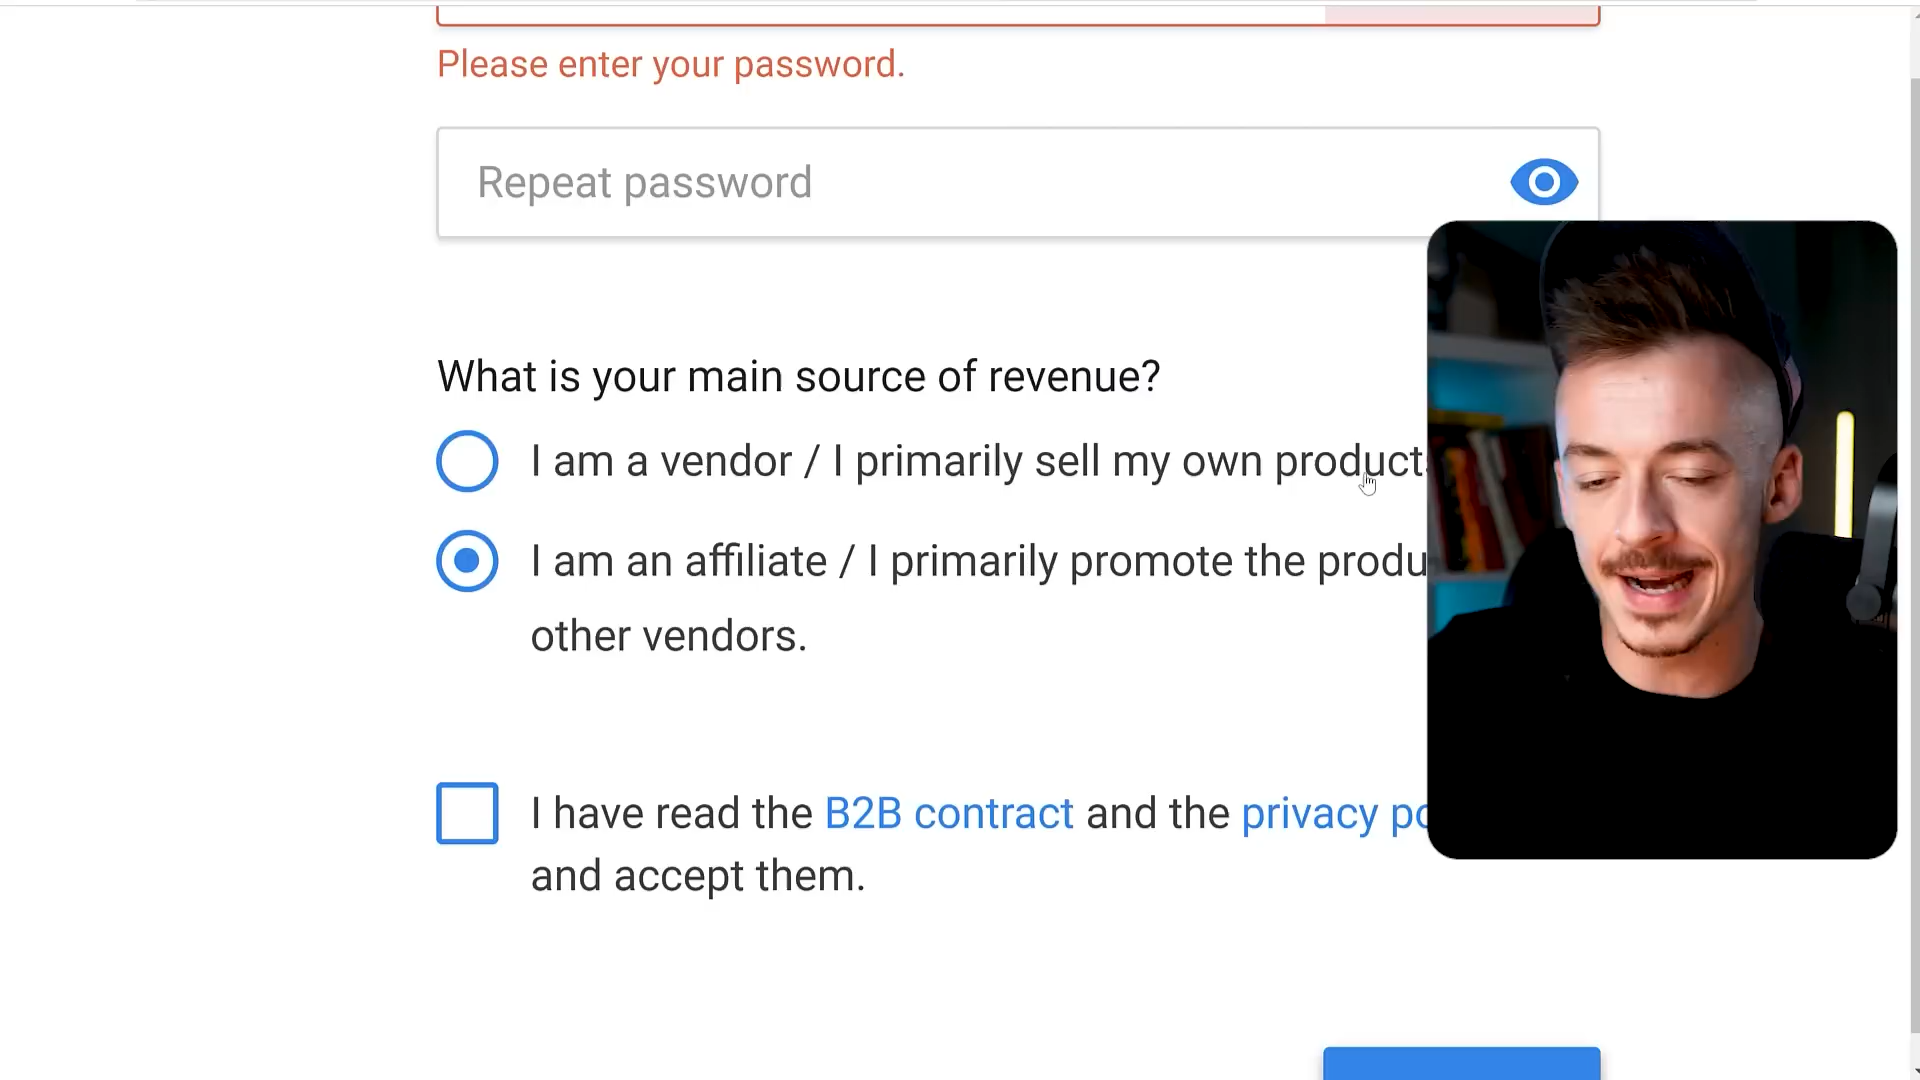 Please enter your password.
Repeat password
What is your main source of revenue?
I am a vendor / I primarily sell my own product
I am an affiliate / I primarily promote the produ
other vendors.
I have read the B2B contract and the privacy po
and accept them.